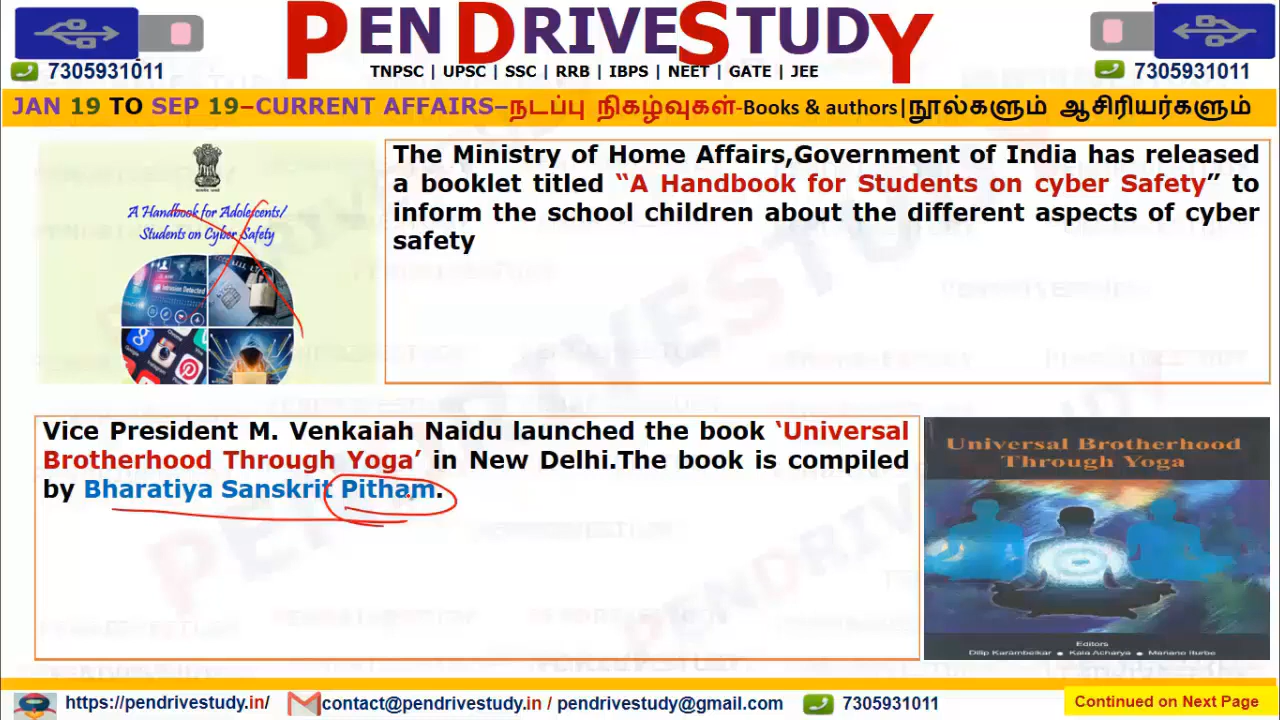 PENDRIVESTUDY
TNPSC | UPSC | SSC | RRB | IBPS | NEET | GATE | JEE
7305931011
7305931011
JAN 19 TO SEP 19–CURRENT AFFAIRS–நடப்பு நிகழ்வுகள்-Books & authors|நூல்களும் ஆசிரியர்களும்
A Handbook for Adolescents/
Students on Cyber Safety
Intrusion Detected
The Ministry of Home Affairs,Government of India has released
a booklet titled “A Handbook for Students on cyber Safety” to
inform the school children about the different aspects of cyber
safety
Vice President M. Venkaiah Naidu launched the book ‘Universal
Brotherhood Through Yoga’ in New Delhi.The book is compiled
by Bharatiya Sanskrit Pitham.
Universal Brotherhood
Through Yoga
Editors
Dilip Karambelkar • Kala Acharya • Mariano Iturbe
https://pendrivestudy.in/
contact@pendrivestudy.in / pendrivestudy@gmail.com
7305931011
Continued on Next Page